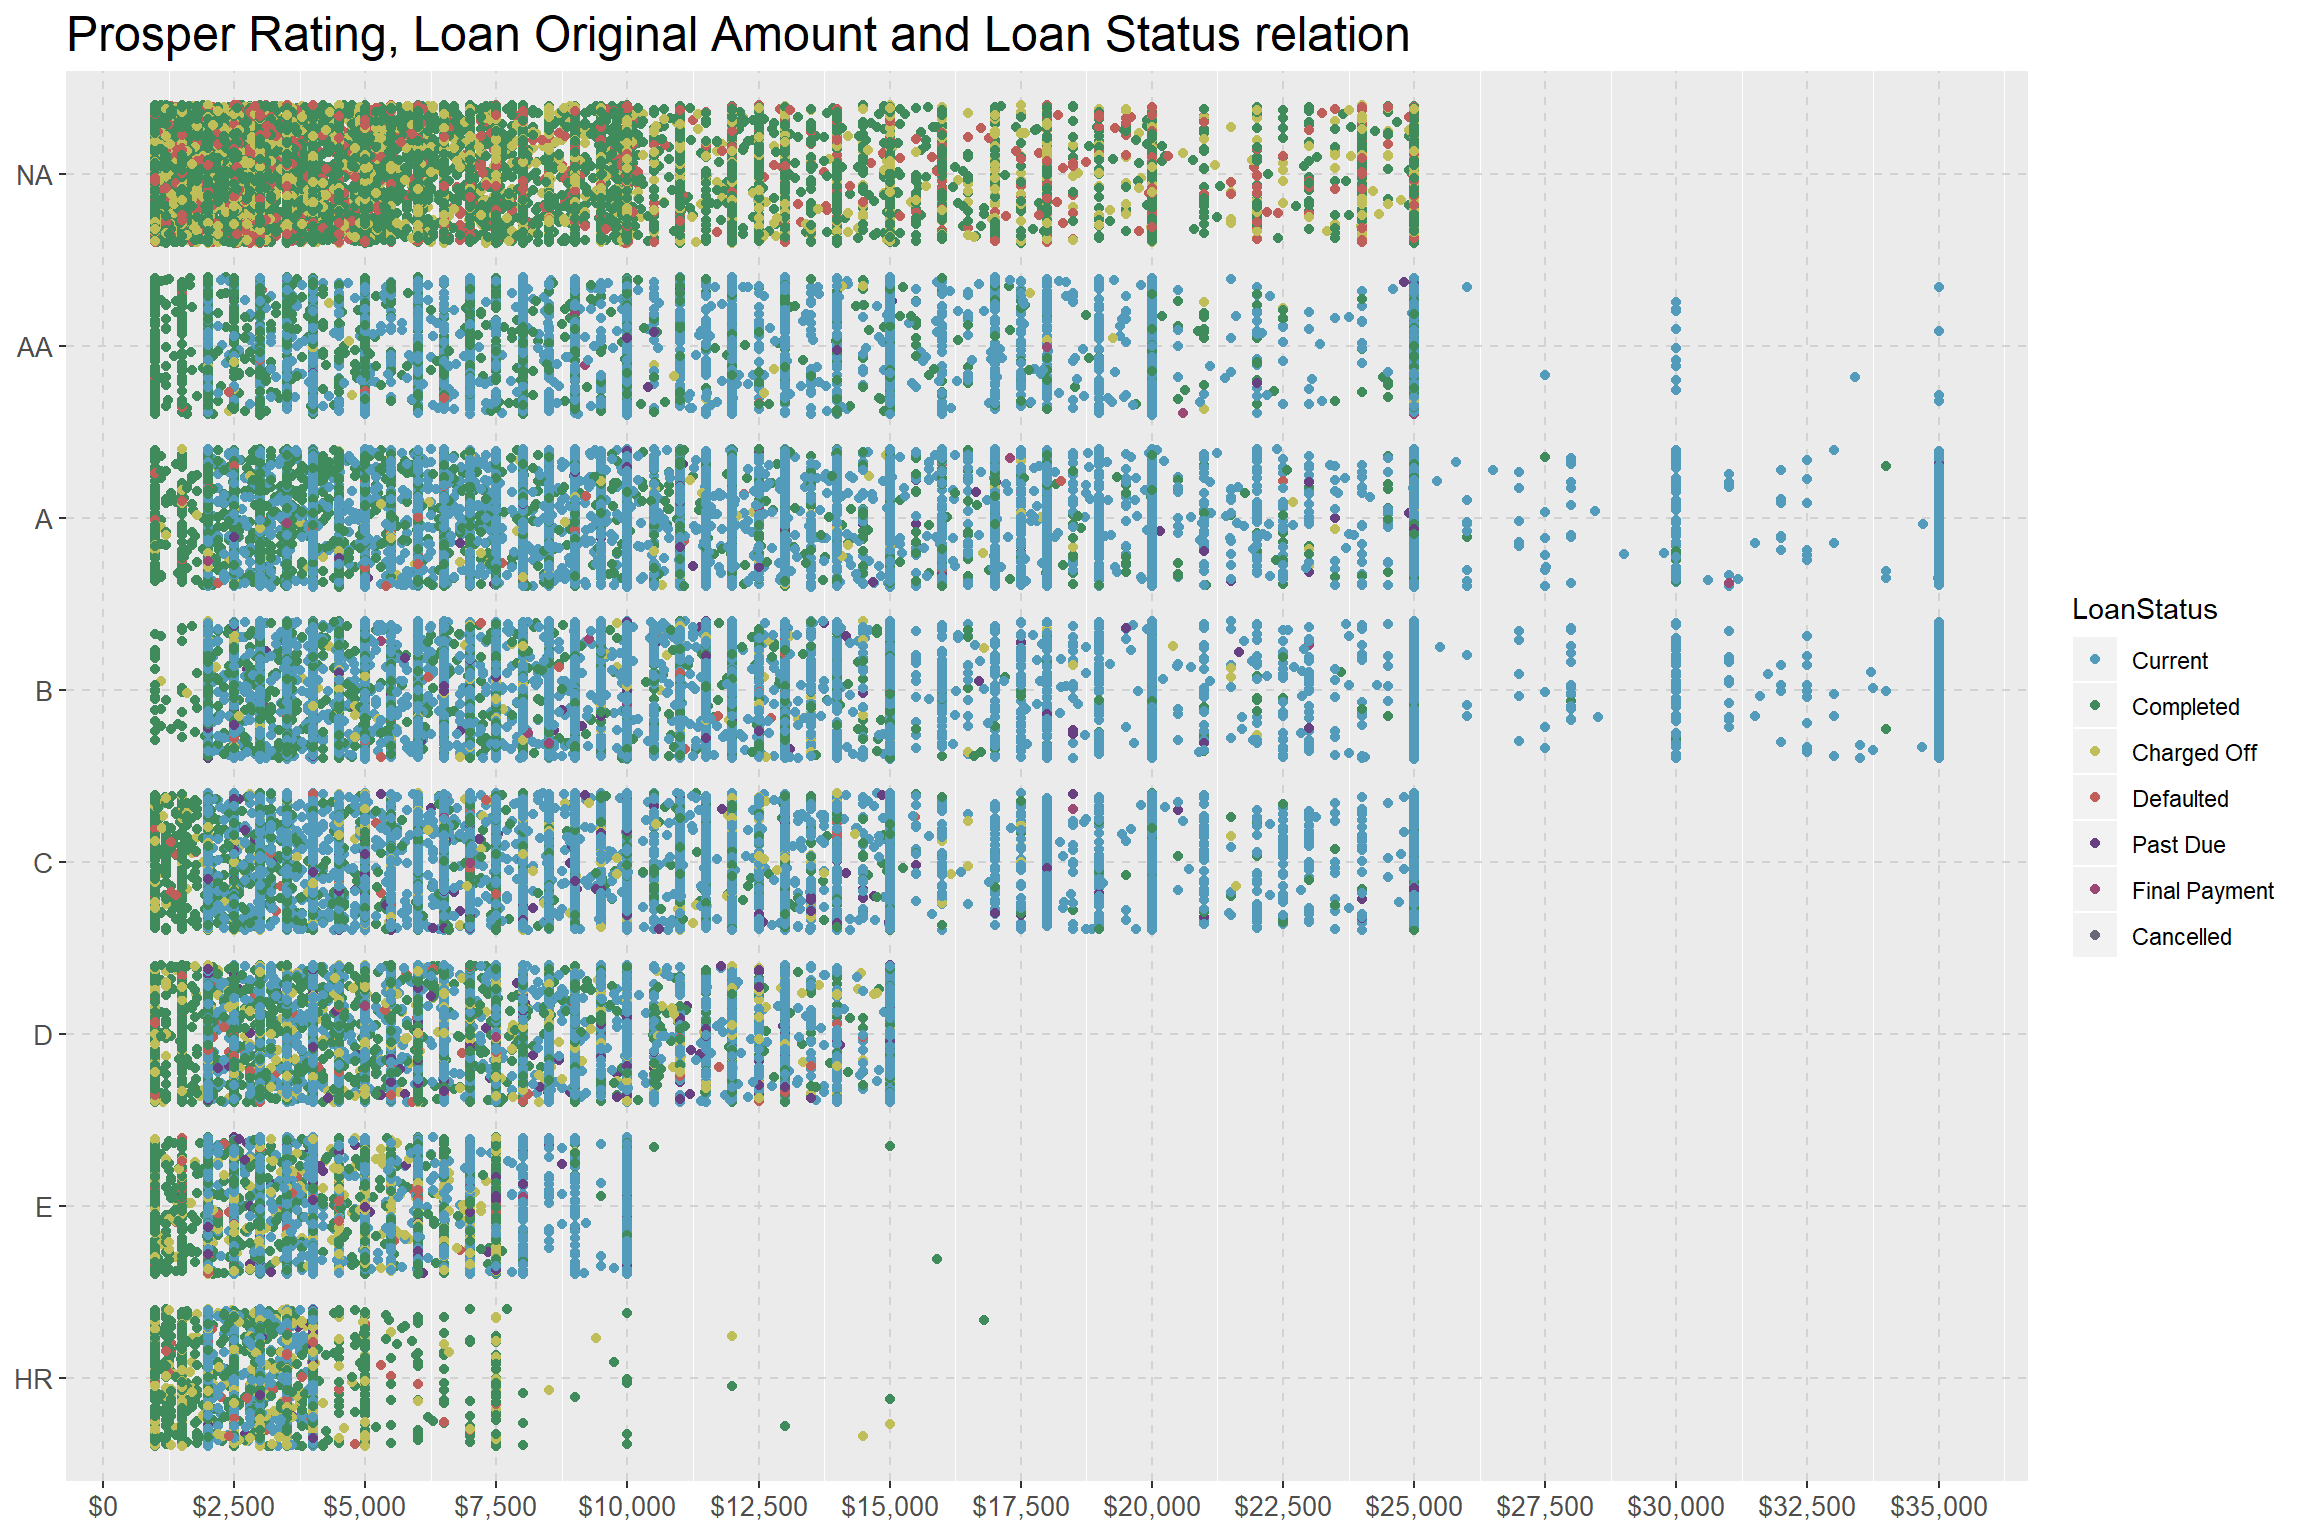 Prosper Rating, Loan Original Amount and Loan Status relation
NA
AA
A
B
C
D
E
HR
$0 $2,500 $5,000 $7,500 $10,000 $12,500 $15,000 $17,500 $20,000 $22,500 $25,000 $27,500 $30,000 $32,500 $35,000
LoanStatus
Current
Completed
Charged Off
Defaulted
Past Due
Final Payment
Cancelled